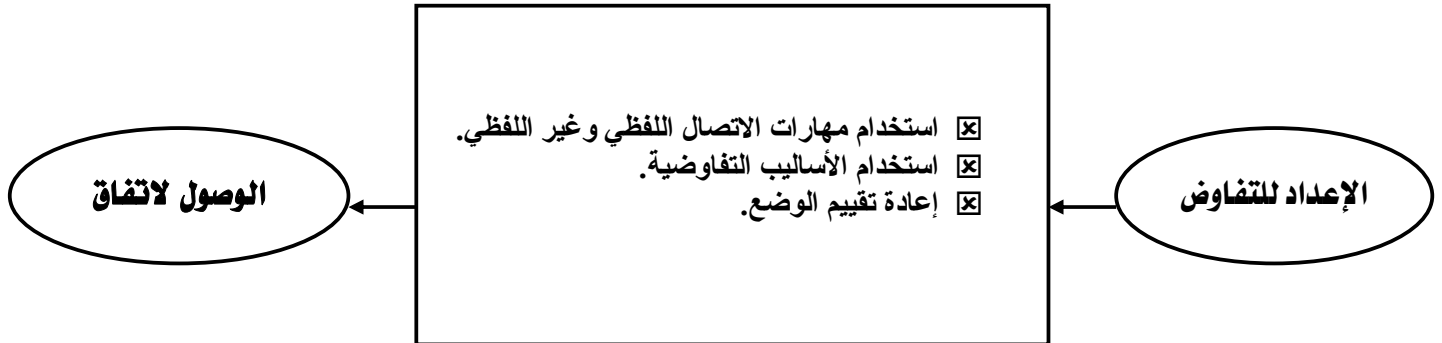 الإعداد للتفاوض
☒ استخدام مهارات الاتصال اللفظي وغير اللفظي.
☒ استخدام الأساليب التفاوضية.
☒ إعادة تقييم الوضع.
الوصول لاتفاق